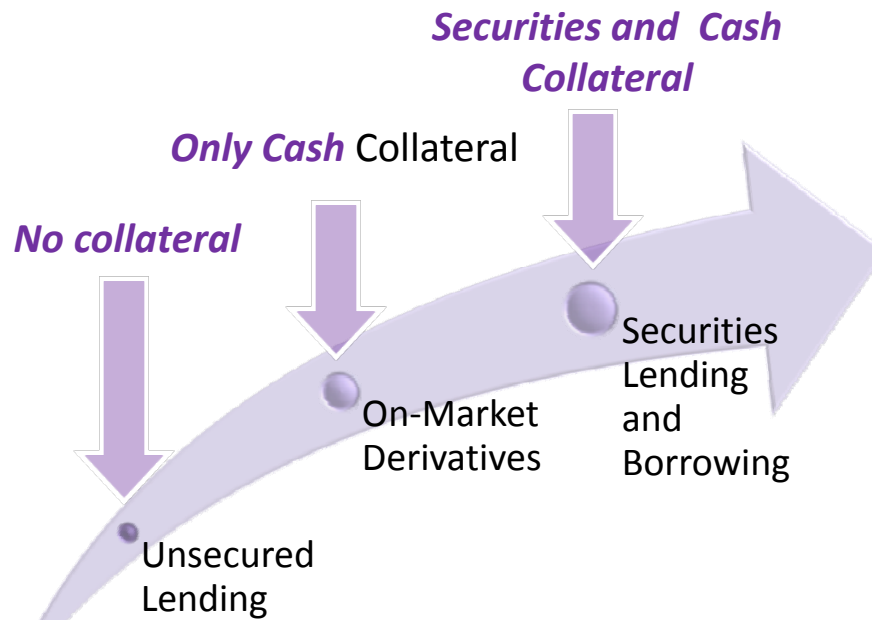 Securities and Cash
Collateral
Only Cash Collateral
No collateral
Securities
Lending
and
Borrowing
On-Market
Derivatives
Unsecured
Lending